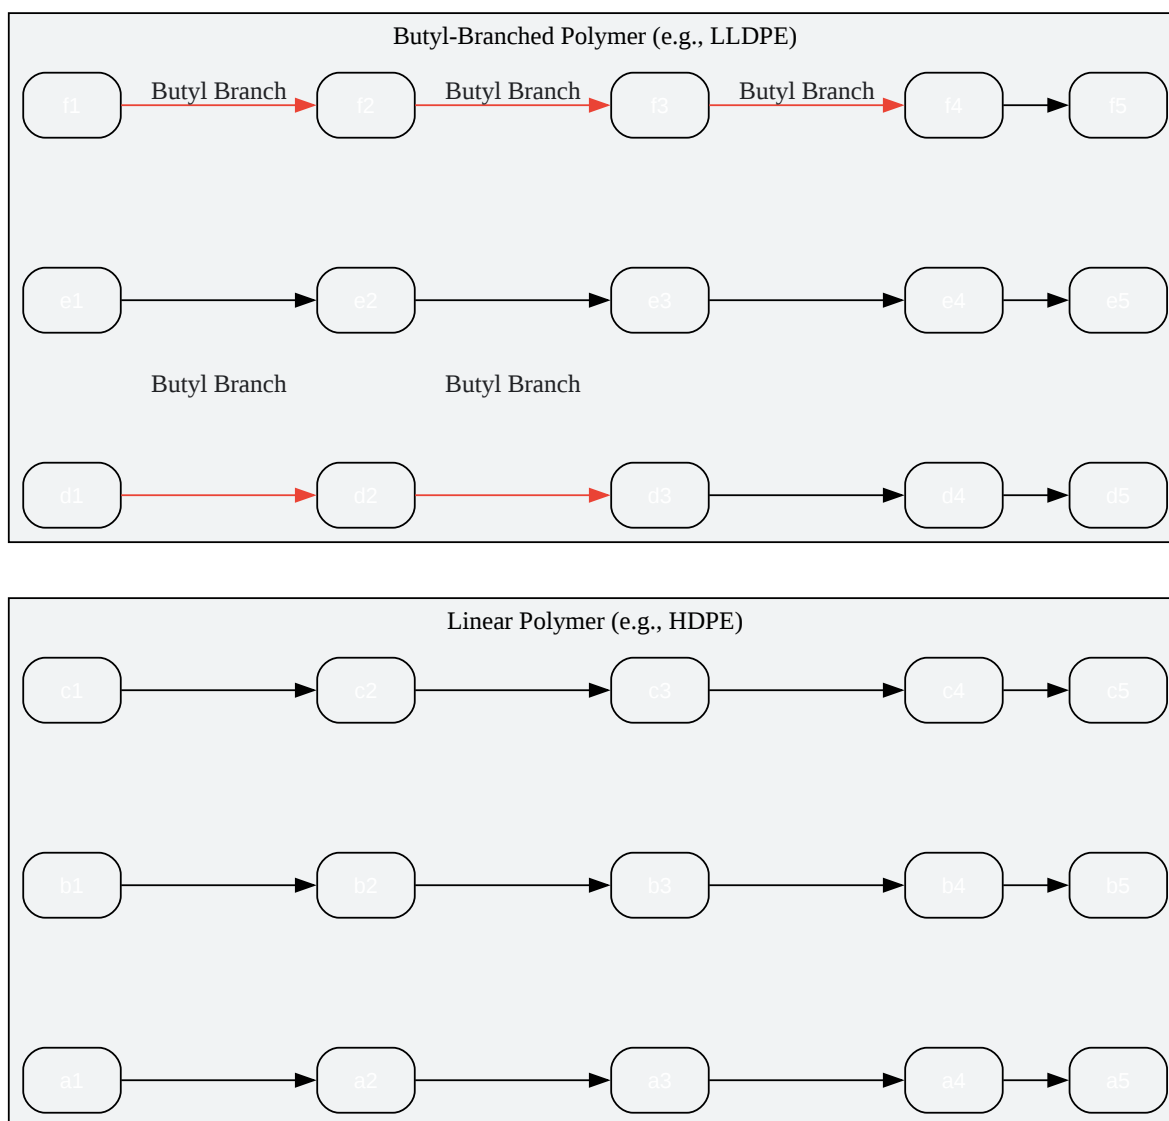 Butyl-Branched Polymer (e.g., LLDPE)
f1 Butyl Branch f2 Butyl Branch f3 Butyl Branch f4 f5
e1 e2 e3 e4 e5
Butyl Branch Butyl Branch
d1 d2 d3 d4 d5
Linear Polymer (e.g., HDPE)
c1 c2 c3 c4 c5
b1 b2 b3 b4 b5
a1 a2 a3 a4 a5